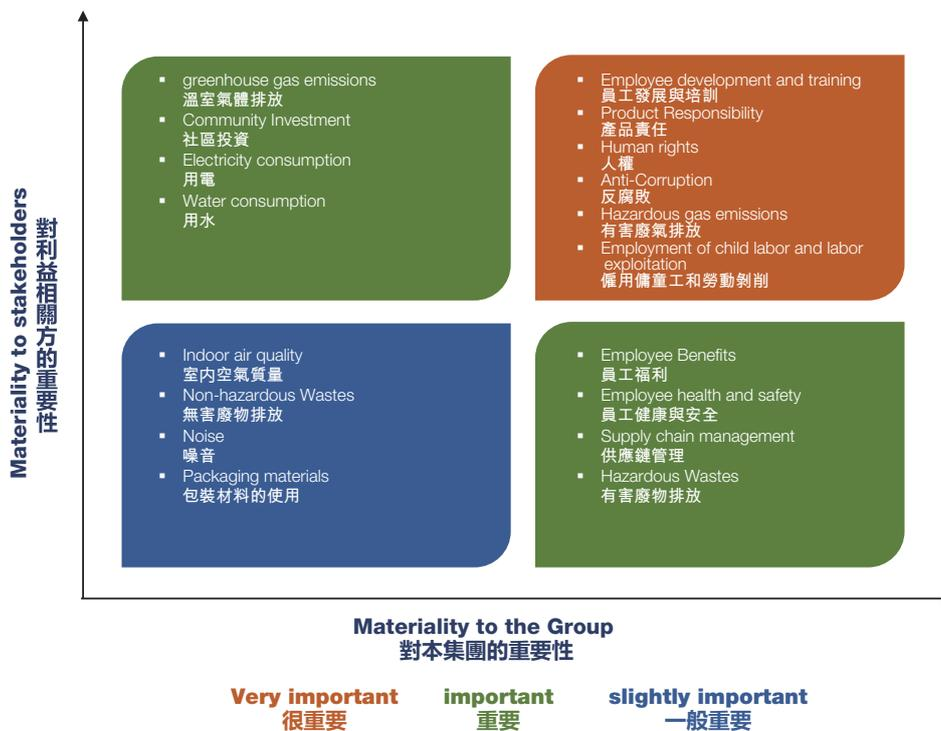 Materiality to stakeholders
對利益相關方的重要性
▪ greenhouse gas emissions
溫室氣體排放
▪ Community Investment
社區投資
▪ Electricity consumption
用電
▪ Water consumption
用水
▪ Employee development and training
員工發展與培訓
▪ Product Responsibility
產品責任
▪ Human rights
人權
▪ Anti-Corruption
反腐敗
▪ Hazardous gas emissions
有害廢氣排放
▪ Employment of child labor and labor
exploitation
僱用傭童工和勞動剝削
▪ Indoor air quality
室內空氣質量
▪ Non-hazardous Wastes
無害廢物排放
▪ Noise
噪音
▪ Packaging materials
包裝材料的使用
▪ Employee Benefits
員工福利
▪ Employee health and safety
員工健康與安全
▪ Supply chain management
供應鏈管理
▪ Hazardous Wastes
有害廢物排放
Materiality to the Group
對本集團的重要性
Very important important slightly important
很重要 重要 一般重要